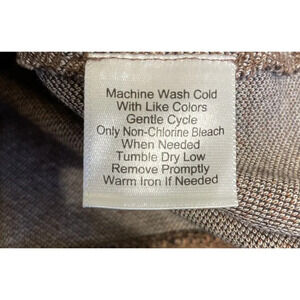 Machine Wash Cold
With Like Colors
Gentle Cycle
Only Non-Chlorine Bleach
When Needed
Tumble Dry Low
Remove Promptly
Warm Iron If Needed